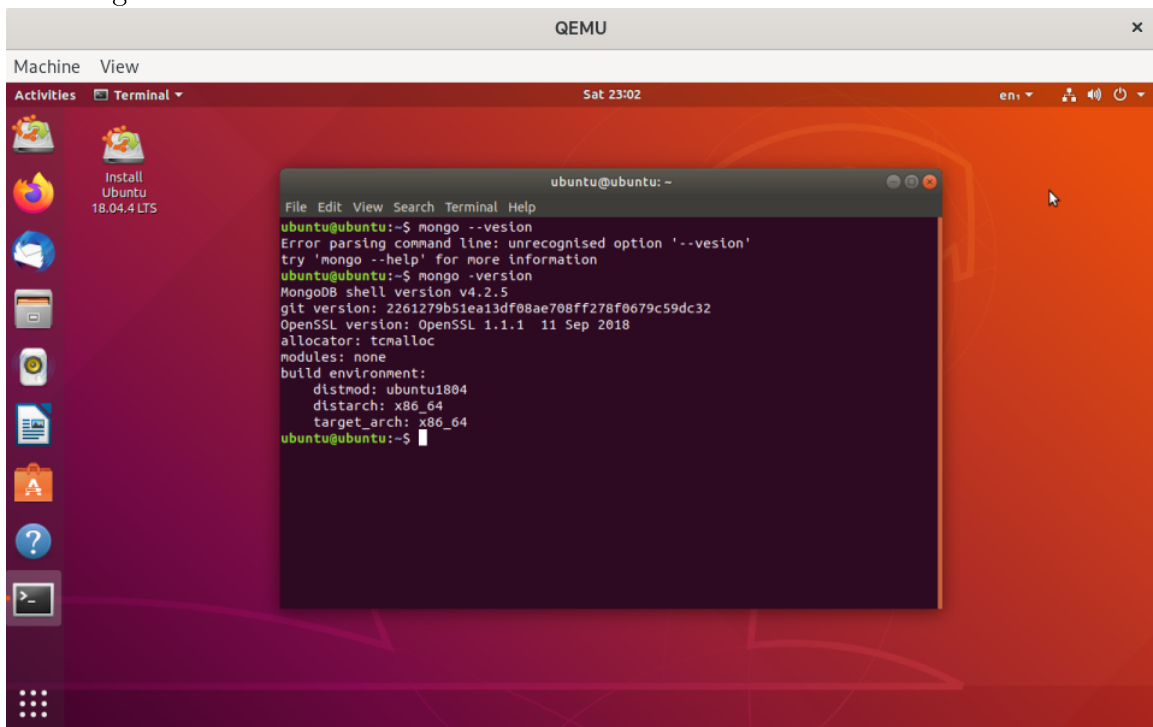 QEMU
×
Machine View
Activities Terminal Sat 23:02 en₁
Install
Ubuntu
18.04.4 LTS
ubuntu@ubuntu: ~
File Edit View Search Terminal Help
ubuntu@ubuntu:~$ mongo --vesion
Error parsing command line: unrecognised option '--vesion'
try 'mongo --help' for more information
ubuntu@ubuntu:~$ mongo -version
MongoDB shell version v4.2.5
git version: 2261279b51ea13df08ae708ff278f0679c59dc32
OpenSSL version: OpenSSL 1.1.1  11 Sep 2018
allocator: tcmalloc
modules: none
build environment:
    distmod: ubuntu1804
    distarch: x86_64
    target_arch: x86_64
ubuntu@ubuntu:~$